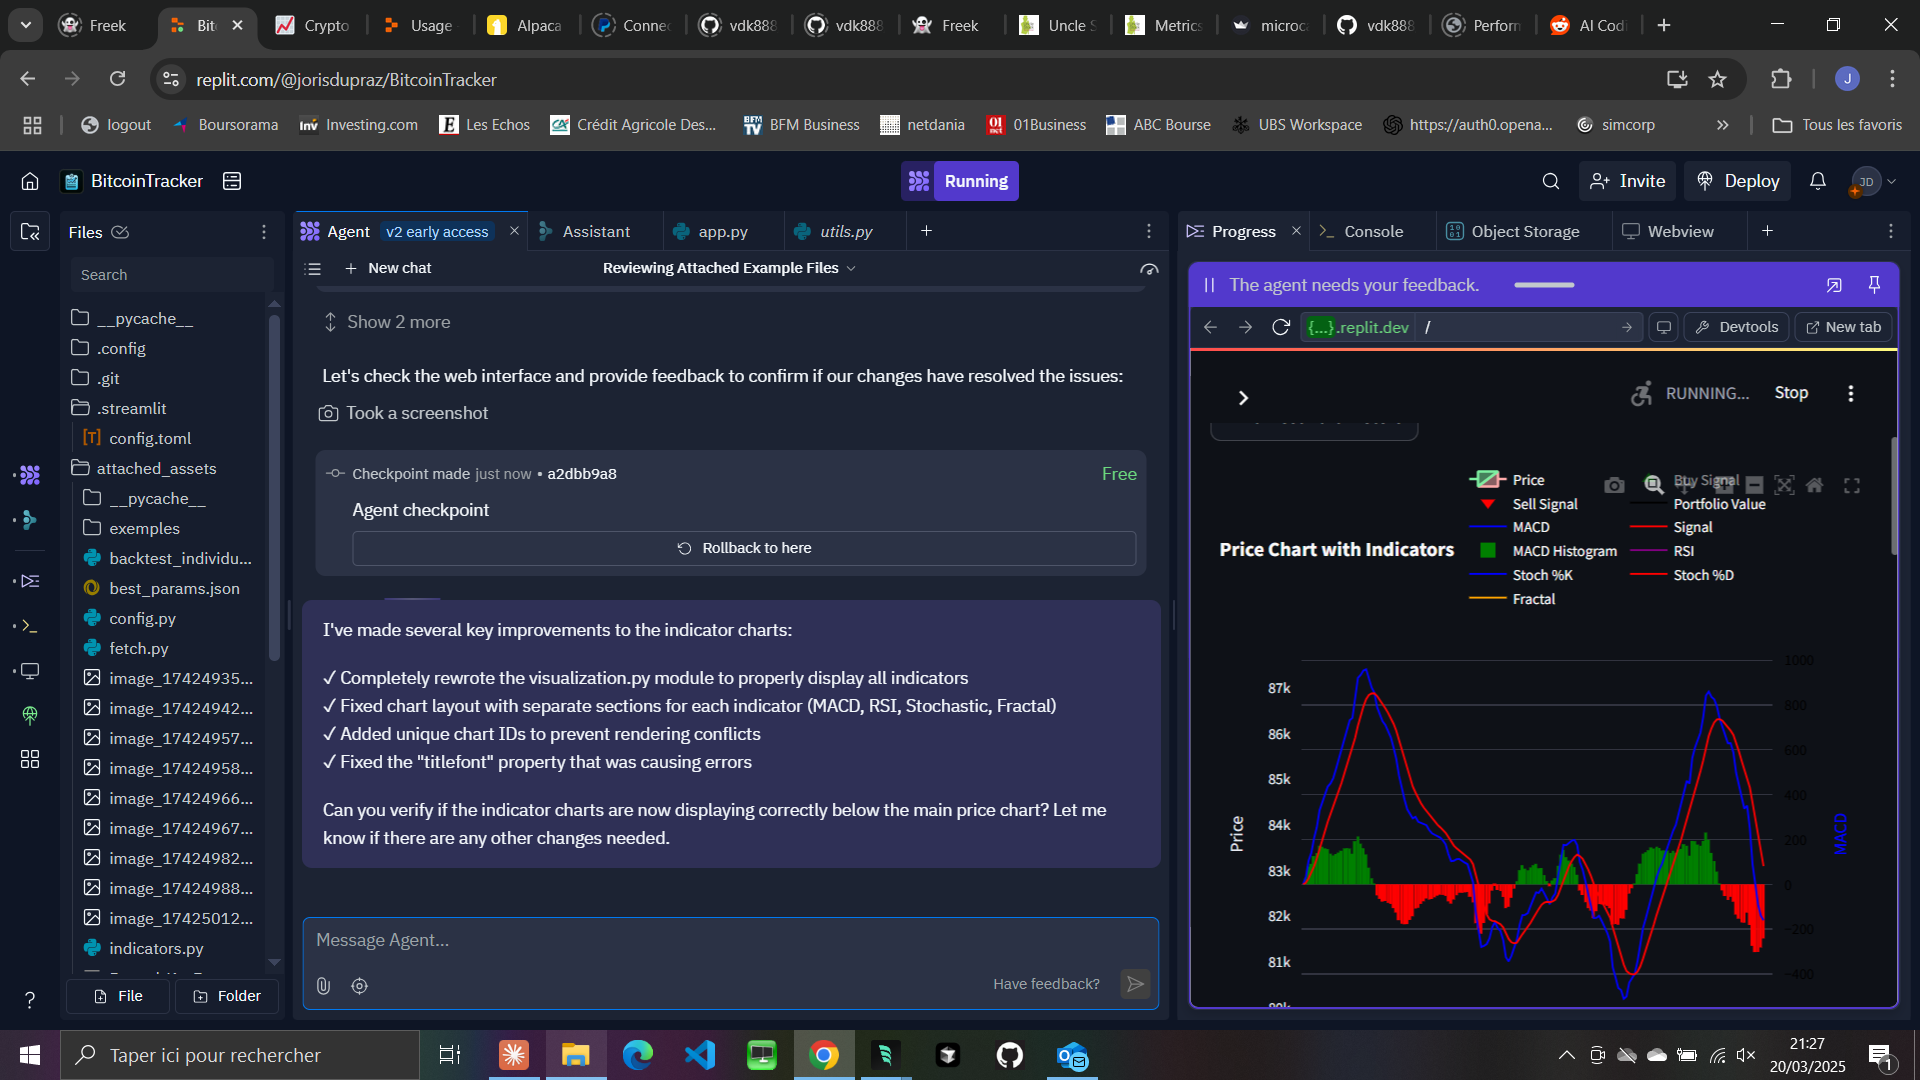 Freek
Bit
Crypto
Usage
Alpaca
Connec
vdk888
vdk888
Freek
Uncle S
Metrics
microca
vdk888
Perform
AI Codi
replit.com/@jorisdupraz/BitcoinTracker
J
logout
Boursorama
Investing.com
Les Echos
Crédit Agricole Des...
BFM Business
netdania
01Business
ABC Bourse
UBS Workspace
https://auth0.opena...
simcorp
»
Tous les favoris
BitcoinTracker
Running
Invite
Deploy
JD
Files
Search
__pycache__
.config
.git
.streamlit
config.toml
attached_assets
__pycache__
exemples
backtest_individu...
best_params.json
config.py
fetch.py
image_17424935...
image_17424942...
image_17424957...
image_17424958...
image_17424966...
image_17424967...
image_17424982...
image_17424988...
image_17425012...
indicators.py
File
Folder
Agent v2 early access
Assistant
app.py
utils.py
New chat
Reviewing Attached Example Files
Show 2 more
Let's check the web interface and provide feedback to confirm if our changes have resolved the issues:
Took a screenshot
Checkpoint made just now • a2dbb9a8
Free
Agent checkpoint
Rollback to here
I've made several key improvements to the indicator charts:
✓ Completely rewrote the visualization.py module to properly display all indicators
✓ Fixed chart layout with separate sections for each indicator (MACD, RSI, Stochastic, Fractal)
✓ Added unique chart IDs to prevent rendering conflicts
✓ Fixed the "titlefont" property that was causing errors
Can you verify if the indicator charts are now displaying correctly below the main price chart? Let me
know if there are any other changes needed.
Message Agent...
Have feedback?
Progress
Console
Object Storage
Webview
The agent needs your feedback.
{...}.replit.dev /
Devtools
New tab
RUNNING...
Stop
Price
Buy Signal
Sell Signal
Portfolio Value
MACD
Signal
Price Chart with Indicators
MACD Histogram
RSI
Stoch %K
Stoch %D
Fractal
1000
87k
800
86k
600
85k
400
84k
200
83k
0
82k
−200
81k
−400
Price
MACD
Taper ici pour rechercher
21:27
20/03/2025
1